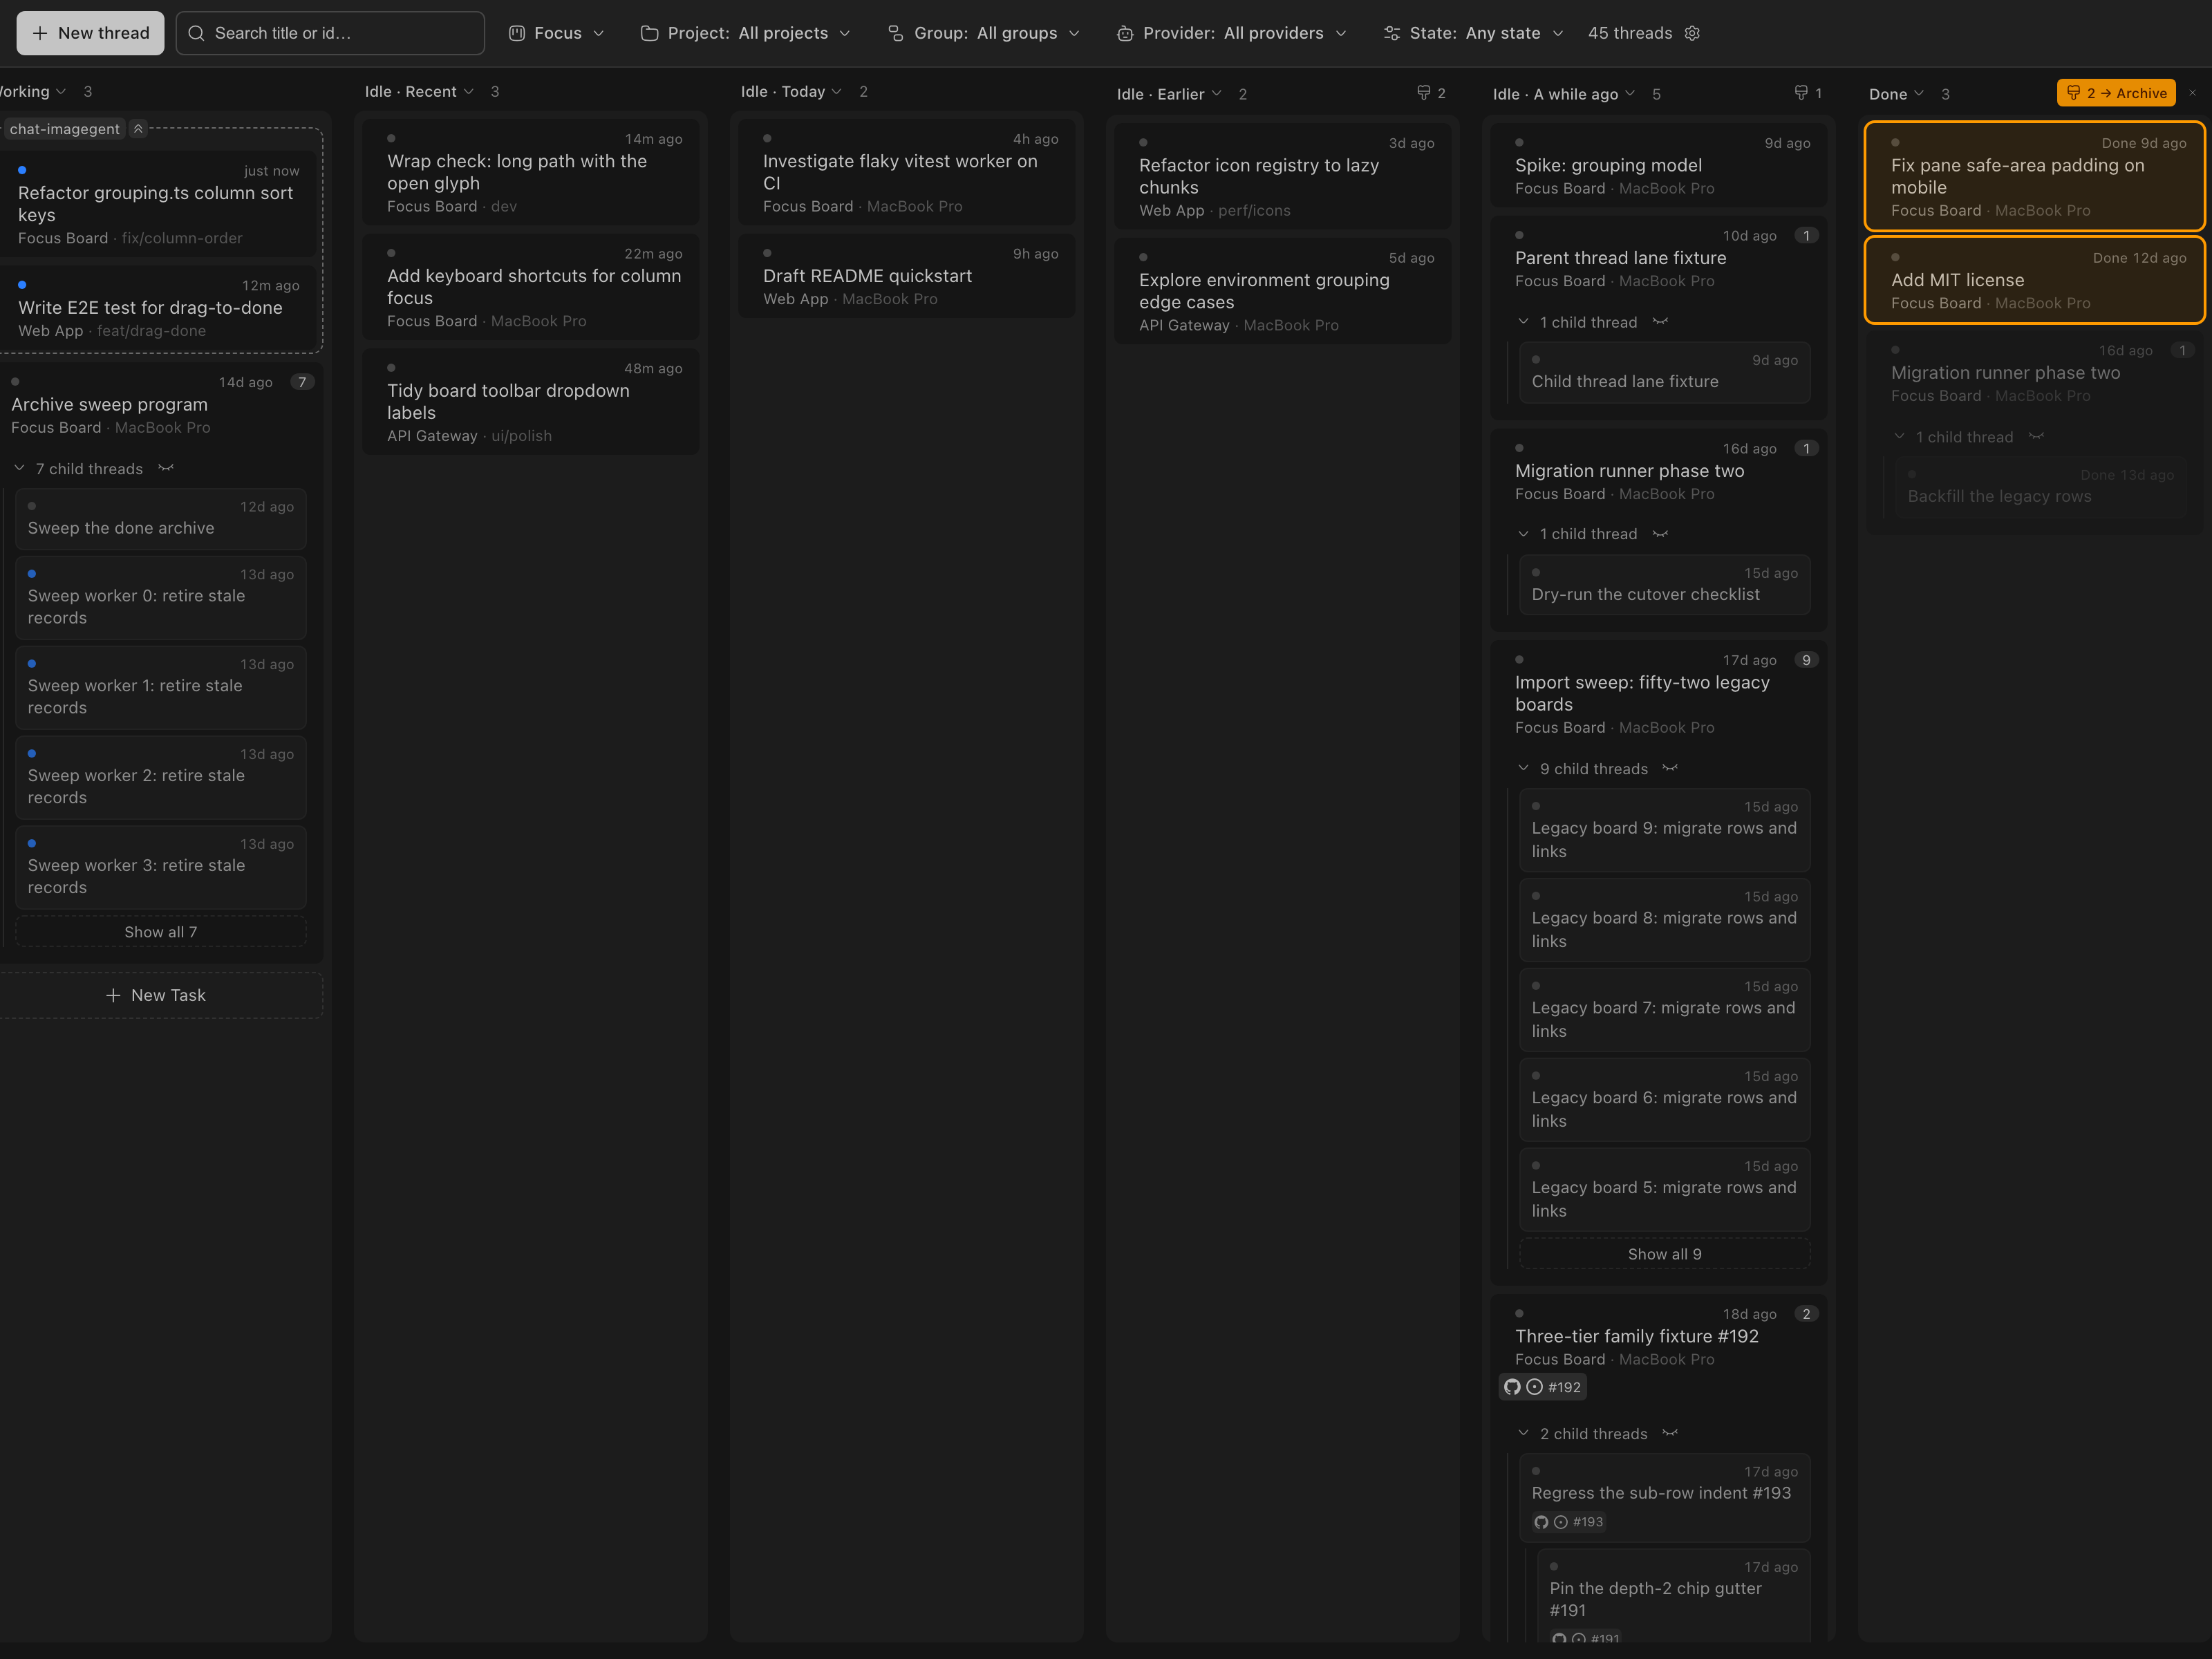 New thread
Search title or id…
Focus
Project: All projects
Group: All groups
Provider: All providers
State: Any state
45 threads
orking 3
chat-imagegent
just now
Refactor grouping.ts column sort
keys
Focus Board · fix/column-order
12m ago
Write E2E test for drag-to-done
Web App · feat/drag-done
14d ago 7
Archive sweep program
Focus Board · MacBook Pro
7 child threads
12d ago
Sweep the done archive
13d ago
Sweep worker 0: retire stale
records
13d ago
Sweep worker 1: retire stale
records
13d ago
Sweep worker 2: retire stale
records
13d ago
Sweep worker 3: retire stale
records
Show all 7
New Task
Idle · Recent 3
14m ago
Wrap check: long path with the
open glyph
Focus Board · dev
22m ago
Add keyboard shortcuts for column
focus
Focus Board · MacBook Pro
48m ago
Tidy board toolbar dropdown
labels
API Gateway · ui/polish
Idle · Today 2
4h ago
Investigate flaky vitest worker on
CI
Focus Board · MacBook Pro
9h ago
Draft README quickstart
Web App · MacBook Pro
Idle · Earlier 2 2
3d ago
Refactor icon registry to lazy
chunks
Web App · perf/icons
5d ago
Explore environment grouping
edge cases
API Gateway · MacBook Pro
Idle · A while ago 5 1
9d ago
Spike: grouping model
Focus Board · MacBook Pro
10d ago 1
Parent thread lane fixture
Focus Board · MacBook Pro
1 child thread
9d ago
Child thread lane fixture
16d ago 1
Migration runner phase two
Focus Board · MacBook Pro
1 child thread
15d ago
Dry-run the cutover checklist
17d ago 9
Import sweep: fifty-two legacy
boards
Focus Board · MacBook Pro
9 child threads
15d ago
Legacy board 9: migrate rows and
links
15d ago
Legacy board 8: migrate rows and
links
15d ago
Legacy board 7: migrate rows and
links
15d ago
Legacy board 6: migrate rows and
links
15d ago
Legacy board 5: migrate rows and
links
Show all 9
18d ago 2
Three-tier family fixture #192
Focus Board · MacBook Pro
#192
2 child threads
17d ago
Regress the sub-row indent #193
#193
17d ago
Pin the depth-2 chip gutter
#191
#191
Done 3 2 → Archive ×
Done 9d ago
Fix pane safe-area padding on
mobile
Focus Board · MacBook Pro
Done 12d ago
Add MIT license
Focus Board · MacBook Pro
16d ago 1
Migration runner phase two
Focus Board · MacBook Pro
1 child thread
Done 13d ago
Backfill the legacy rows